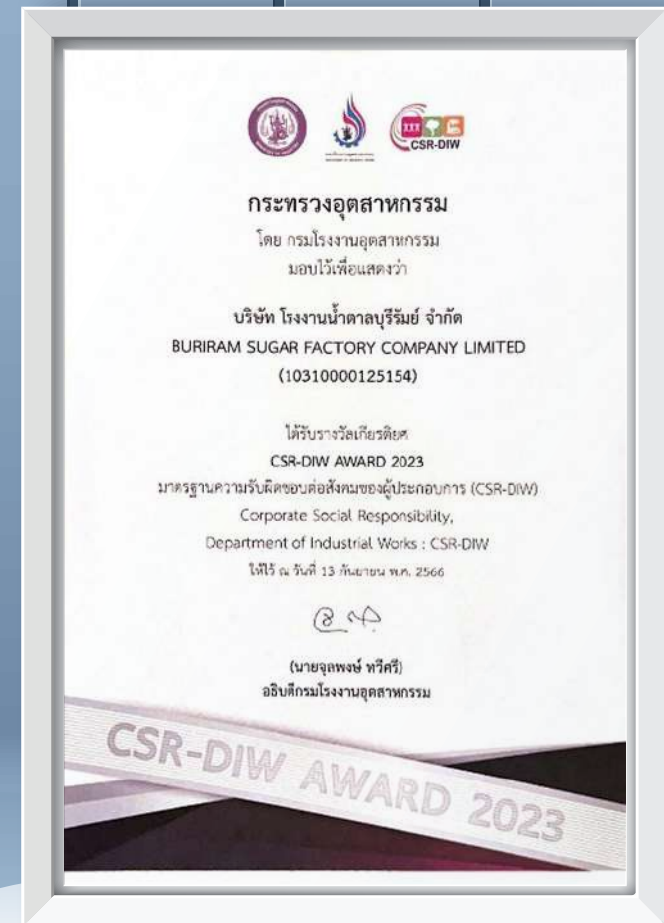 CSR-DIW
กระทรวงอุตสาหกรรม
โดย กรมโรงงานอุตสาหกรรม
มอบไว้เพื่อแสดงว่า
บริษัท โรงงานน้ำตาลบุรีรัมย์ จำกัด
BURIRAM SUGAR FACTORY COMPANY LIMITED
(10310000125154)
ได้รับรางวัลเกียรติยศ
CSR-DIW AWARD 2023
มาตรฐานความรับผิดชอบต่อสังคมของผู้ประกอบการ (CSR-DIW)
Corporate Social Responsibility,
Department of Industrial Works : CSR-DIW
ให้ไว้ ณ วันที่ 13 กันยายน พ.ศ. 2566
(นายจุลพงษ์ ทวีศรี)
อธิบดีกรมโรงงานอุตสาหกรรม
CSR-DIW AWARD 2023